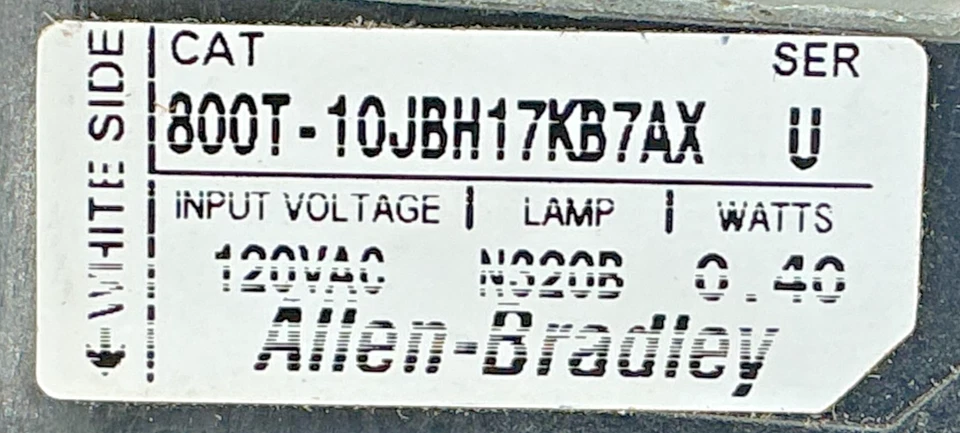 WHITE SIDE
CAT SER
800T-10JBH17KB7AX U
INPUT VOLTAGE | LAMP | WATTS
120VAC N320B 0.40
Allen-Bradley